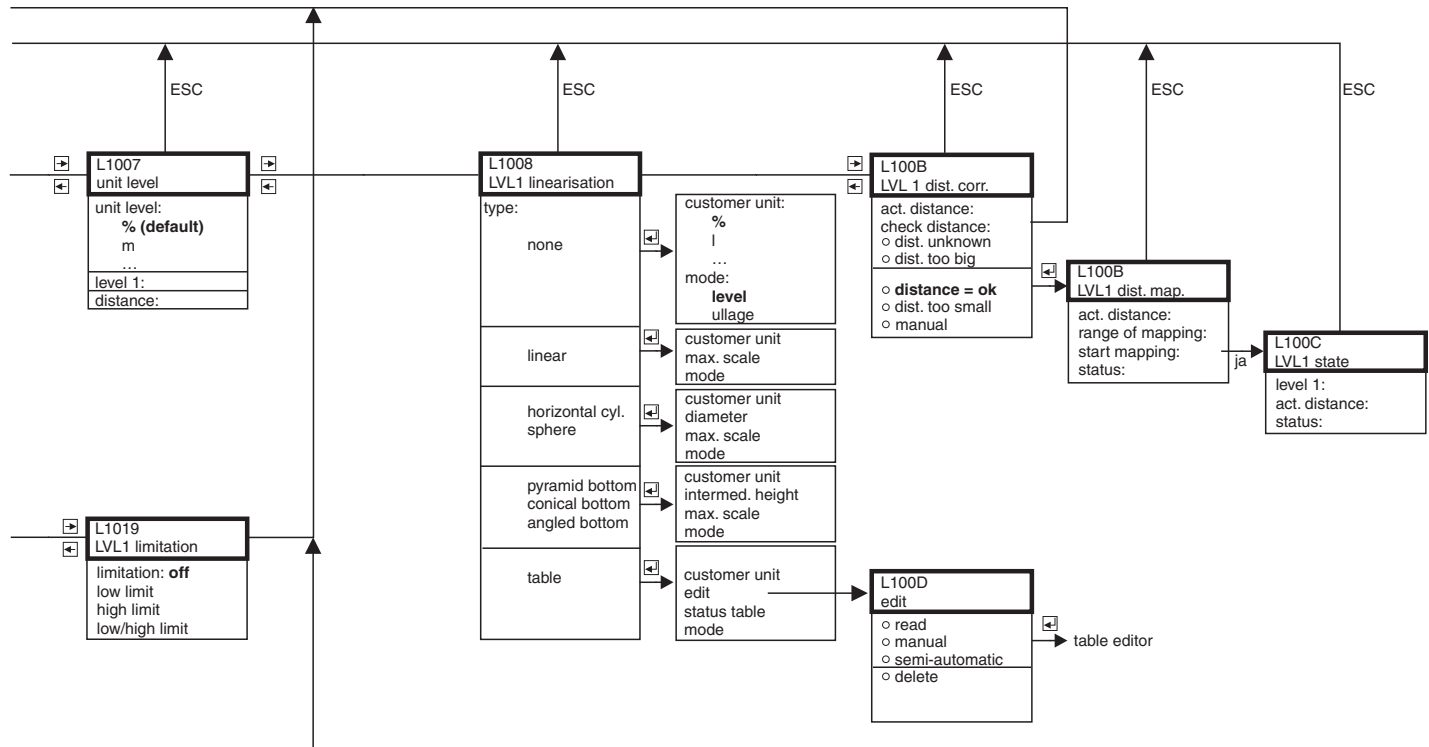 ESC
ESC
ESC
ESC
ESC
L1007
unit level
unit level:
% (default)
m
...
level 1:
distance:
L1008
LVL1 linearisation
type:
none
customer unit:
%
l
...
mode:
level
ullage
linear
customer unit
max. scale
mode
horizontal cyl.
sphere
customer unit
diameter
max. scale
mode
pyramid bottom
conical bottom
angled bottom
customer unit
intermed. height
max. scale
mode
table
customer unit
edit
status table
mode
L100B
LVL 1 dist. corr.
act. distance:
check distance:
dist. unknown
dist. too big
distance = ok
dist. too small
manual
L100B
LVL1 dist. map.
act. distance:
range of mapping:
start mapping:
status:
ja
L100C
LVL1 state
level 1:
act. distance:
status:
L1019
LVL1 limitation
limitation: off
low limit
high limit
low/high limit
L100D
edit
read
manual
semi-automatic
delete
table editor